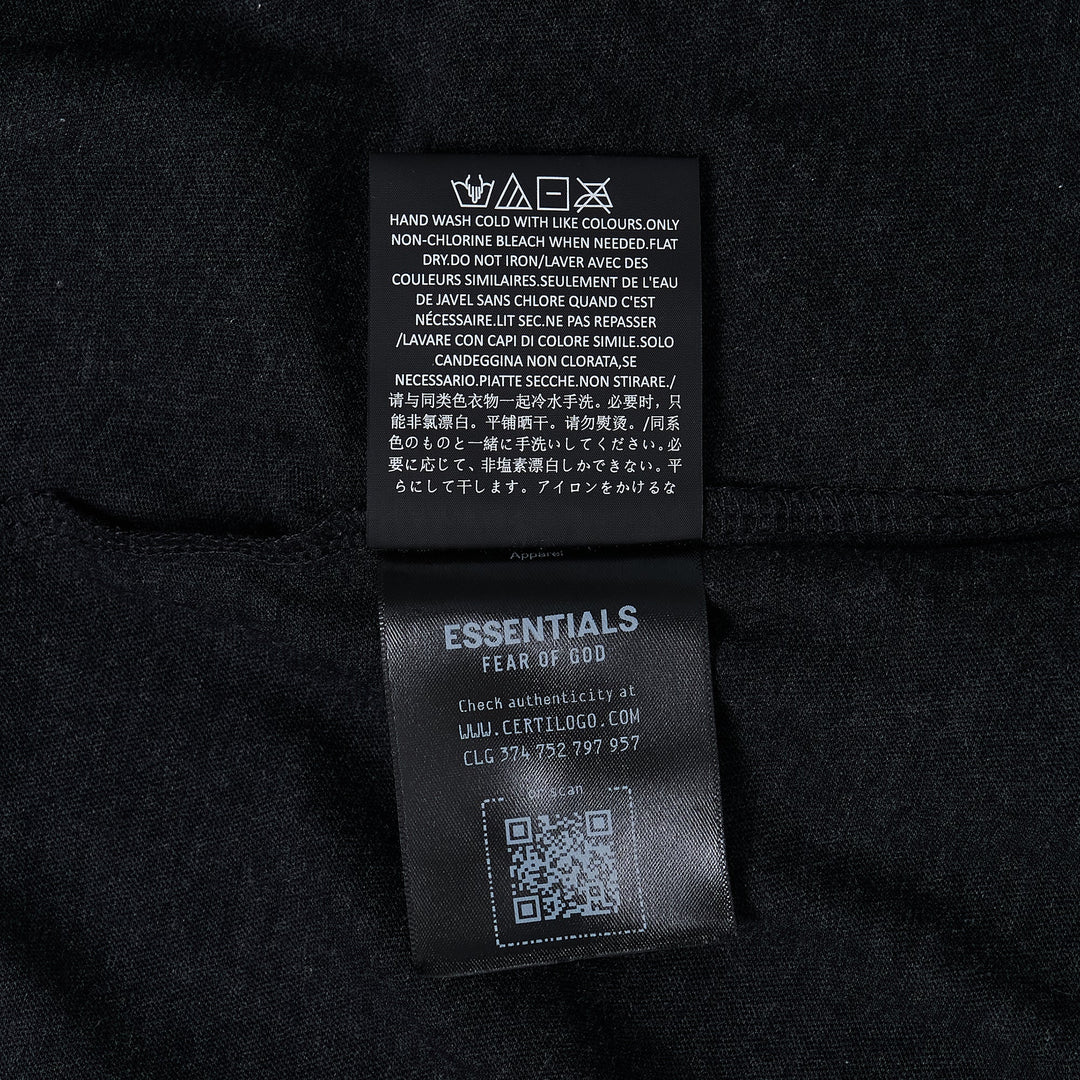 HAND WASH COLD WITH LIKE COLOURS.ONLY
NON-CHLORINE BLEACH WHEN NEEDED.FLAT
DRY.DO NOT IRON/LAVER AVEC DES
COULEURS SIMILAIRES.SEULEMENT DE L'EAU
DE JAVEL SANS CHLORE QUAND C'EST
NÉCESSAIRE.LIT SEC.NE PAS REPASSER
/LAVARE CON CAPI DI COLORE SIMILE.SOLO
CANDEGGINA NON CLORATA,SE
NECESSARIO.PIATTE SECCHE.NON STIRARE./
请与同类色衣物一起冷水手洗。必要时，只
能非氯漂白。平铺晒干。请勿熨烫。/同系
色のものと一緒に手洗いしてください。必
要に応じて、非塩素漂白しかできない。平
らにして干します。アイロンをかけるな
Apparel
ESSENTIALS
FEAR OF GOD
Check authenticity at
WWW.CERTILOGO.COM
CLG 374 752 797 957
or scan